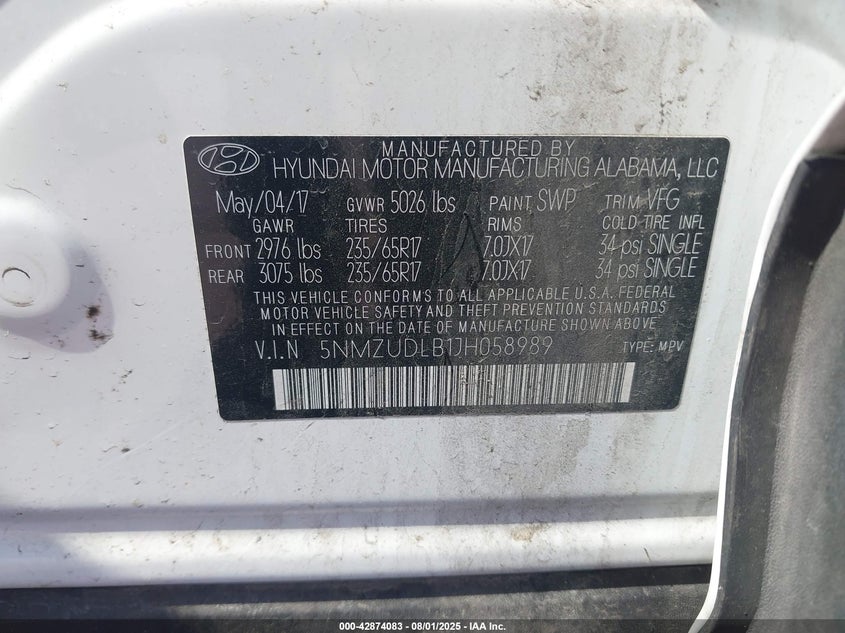 MANUFACTURED BY
HYUNDAI MOTOR MANUFACTURING ALABAMA, LLC
May/04/17 GVWR 5026 lbs PAINT SWP TRIM VFG
GAWR TIRES RIMS COLD TIRE INFL
FRONT 2976 lbs 235/65R17 7.0JX17 34 psi SINGLE
REAR 3075 lbs 235/65R17 7.0JX17 34 psi SINGLE
THIS VEHICLE CONFORMS TO ALL APPLICABLE U.S.A. FEDERAL
MOTOR VEHICLE SAFETY AND THEFT PREVENTION STANDARDS
IN EFFECT ON THE DATE OF MANUFACTURE SHOWN ABOVE.
V.I.N 5NMZUDLB1JH058989 TYPE: MPV
000-42874083 - 08/01/2025 - IAA Inc.